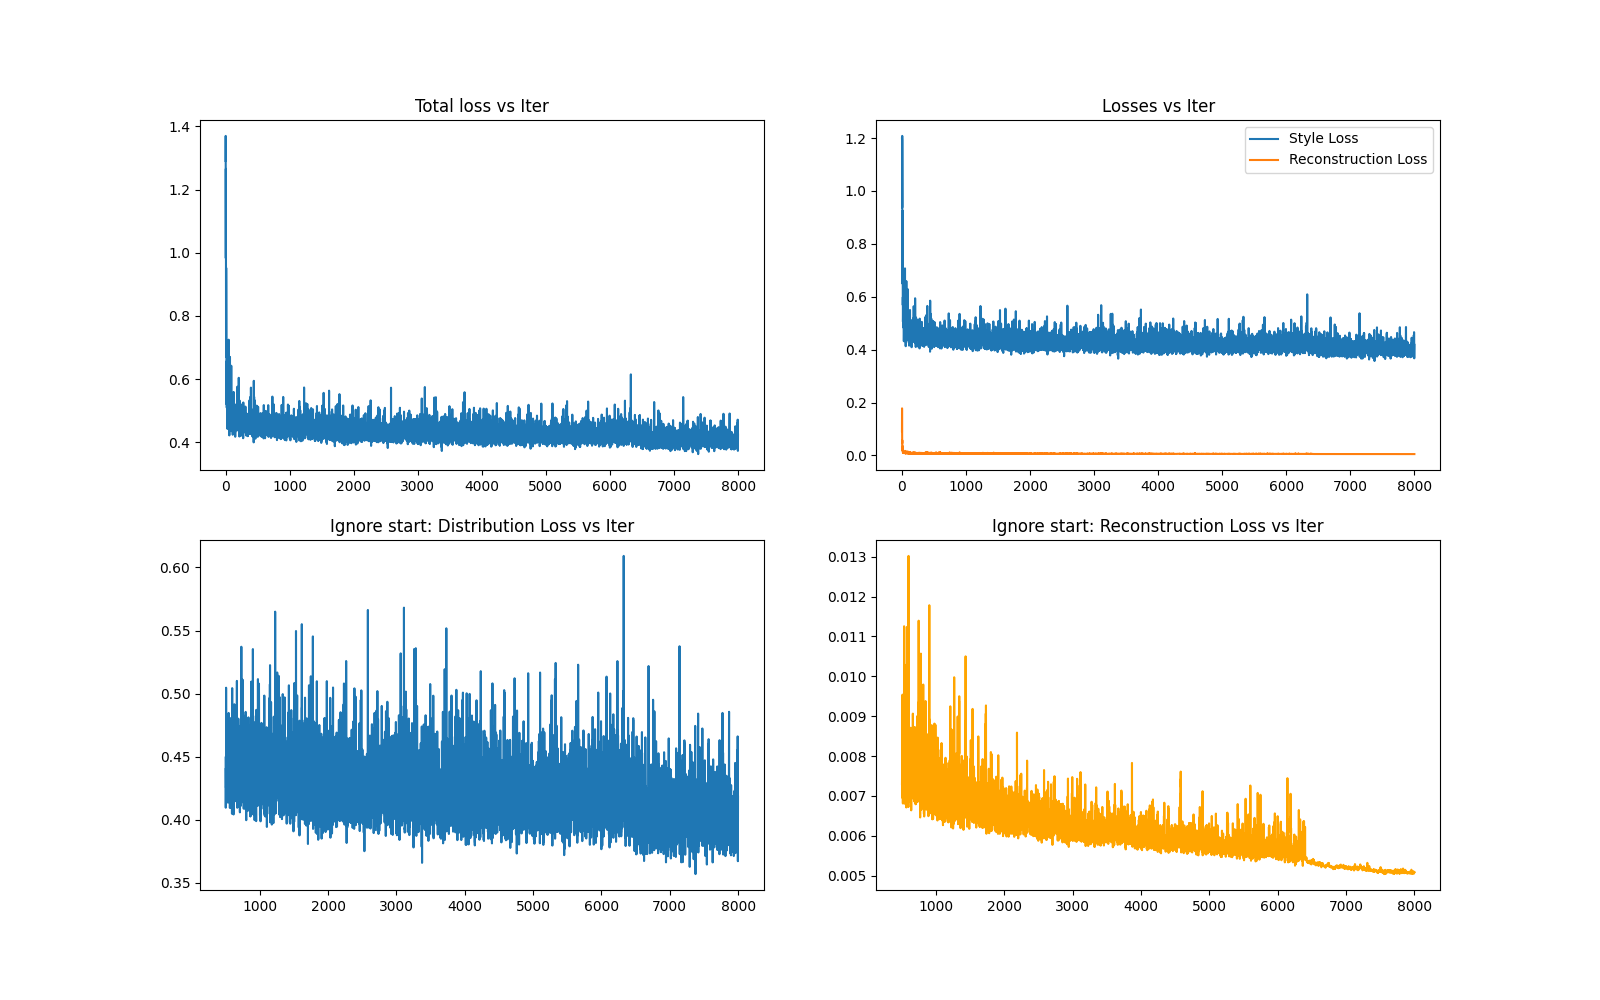 Total loss vs Iter
1.4
1.2
1.0
0.8
0.6
0.4
0 1000 2000 3000 4000 5000 6000 7000 8000
Losses vs Iter
Style Loss
Reconstruction Loss
1.2
1.0
0.8
0.6
0.4
0.2
0.0
0 1000 2000 3000 4000 5000 6000 7000 8000
Ignore start: Distribution Loss vs Iter
0.60
0.55
0.50
0.45
0.40
0.35
1000 2000 3000 4000 5000 6000 7000 8000
Ignore start: Reconstruction Loss vs Iter
0.013
0.012
0.011
0.010
0.009
0.008
0.007
0.006
0.005
1000 2000 3000 4000 5000 6000 7000 8000